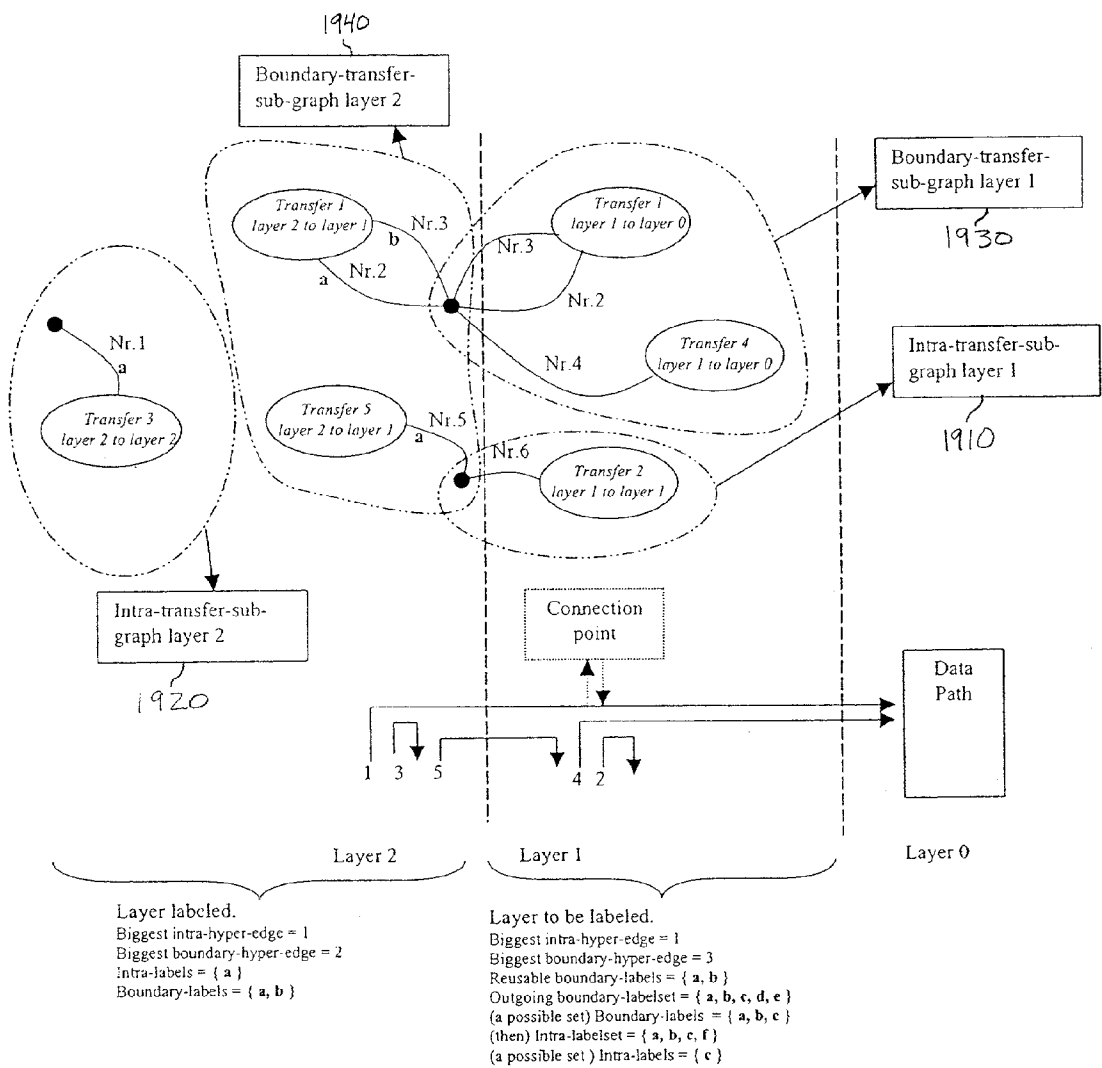 1940
Boundary-transfer-
sub-graph layer 2
Boundary-transfer-
sub-graph layer 1
1930
Transfer 1
layer 2 to layer 1
Nr.3
b
Nr.2
a
Transfer 1
layer 1 to layer 0
Nr.3
Nr.2
Nr.1
a
Transfer 3
layer 2 to layer 2
Transfer 4
layer 1 to layer 0
Nr.4
Intra-transfer-sub-
graph layer 1
1910
Transfer 5
layer 2 to layer 1
Nr.5
a
Nr.6
Transfer 2
layer 1 to layer 1
Intra-transfer-sub-
graph layer 2
1920
Connection
point
Data
Path
1 3 5 4 2
Layer 2
Layer 1
Layer 0
Layer labeled.
Biggest intra-hyper-edge = 1
Biggest boundary-hyper-edge = 2
Intra-labels = { a }
Boundary-labels = { a, b }
Layer to be labeled.
Biggest intra-hyper-edge = 1
Biggest boundary-hyper-edge = 3
Reusable boundary-labels = { a, b }
Outgoing boundary-labelset = { a, b, c, d, e }
(a possible set) Boundary-labels = { a, b, c }
(then) Intra-labelset = { a, b, c, f }
(a possible set ) Intra-labels = { c }